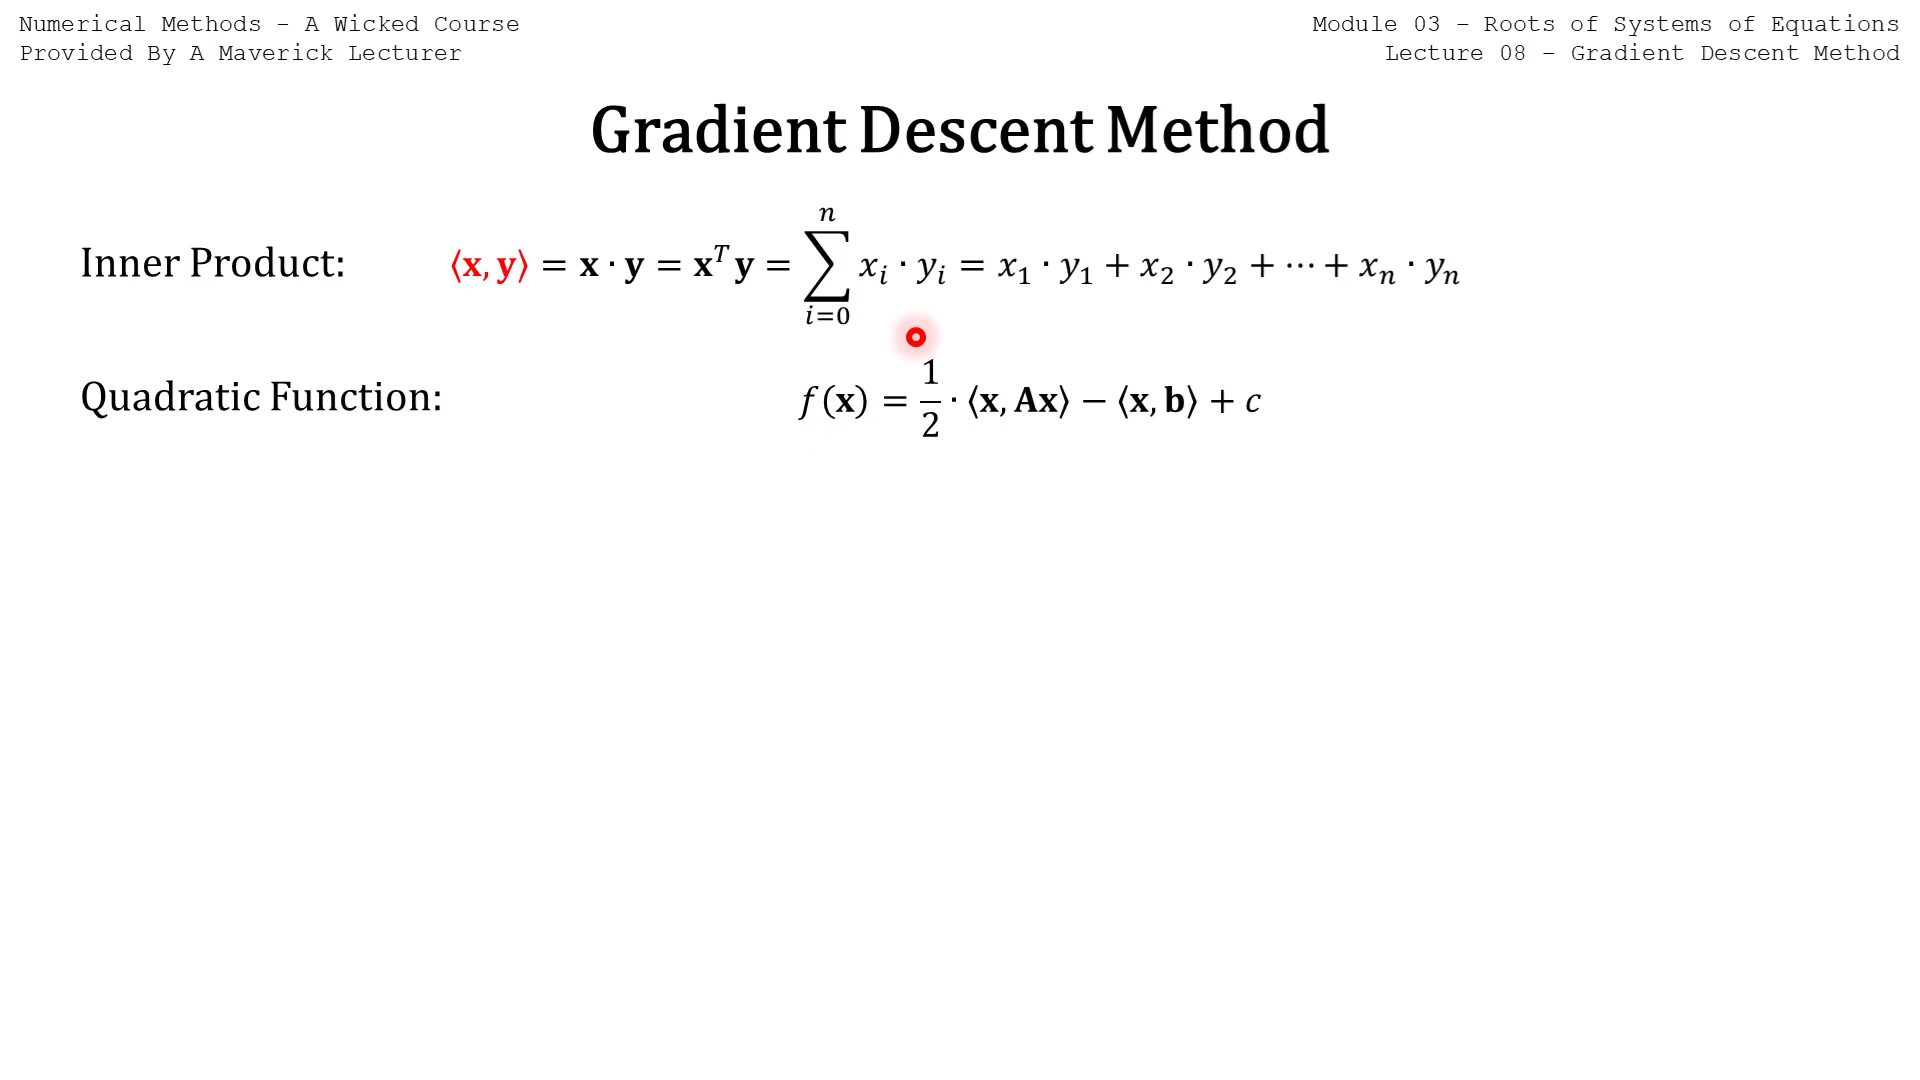 Numerical Methods - A Wicked Course
Provided By A Maverick Lecturer
Module 03 – Roots of Systems of Equations
Lecture 08 – Gradient Descent Method
Gradient Descent Method
Inner Product: ⟨𝐱, 𝐲⟩ = 𝐱 · 𝐲 = 𝐱^T 𝐲 = ∑_{i=0}^{n} x_i · y_i = x_1 · y_1 + x_2 · y_2 + ⋯ + x_n · y_n
Quadratic Function: f(𝐱) = 1/2 · ⟨𝐱, 𝐀𝐱⟩ − ⟨𝐱, 𝐛⟩ + c